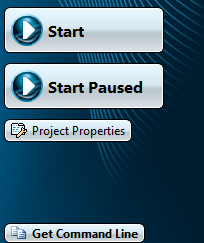 Start
Start Paused
Project Properties
Get Command Line